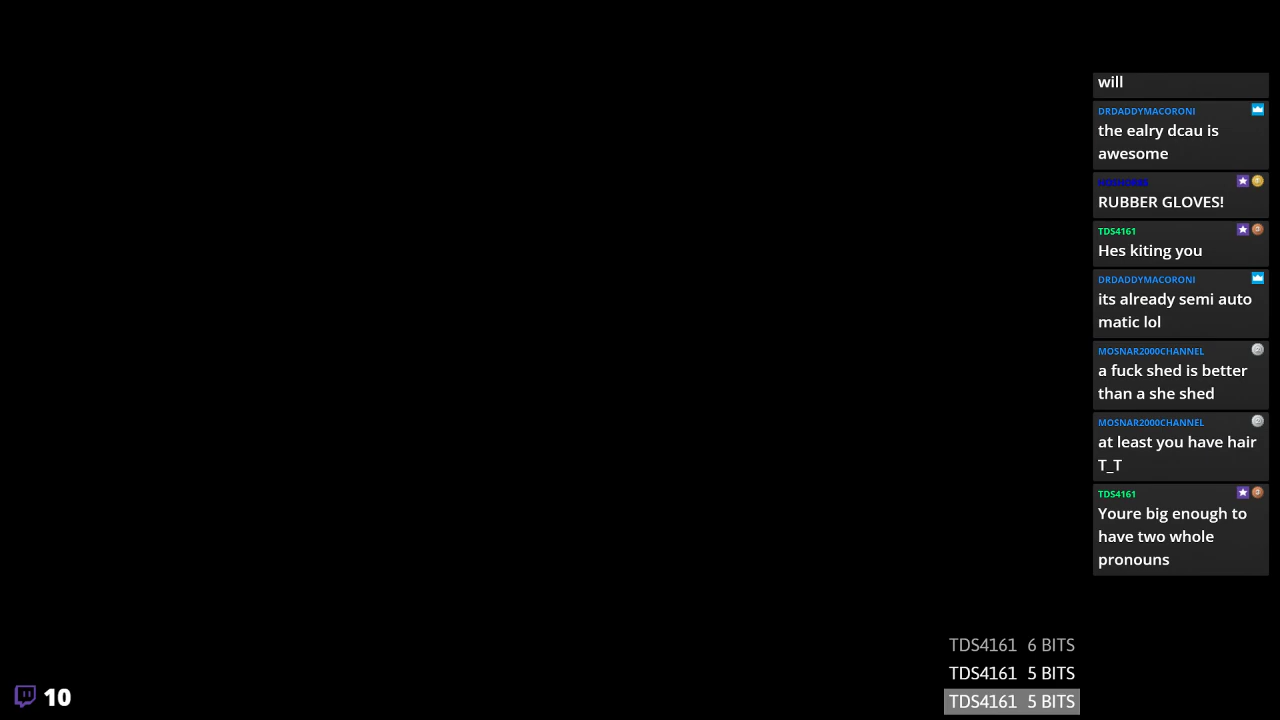 will
DRDADDYMACORONI
the ealry dcau is
awesome
RUBBER GLOVES!
TDS4161
Hes kiting you
DRDADDYMACORONI
its already semi auto
matic lol
MOSNAR2000CHANNEL
a fuck shed is better
than a she shed
MOSNAR2000CHANNEL
at least you have hair
T_T
TDS4161
Youre big enough to
have two whole
pronouns
TDS4161 6 BITS
TDS4161 5 BITS
TDS4161 5 BITS
10